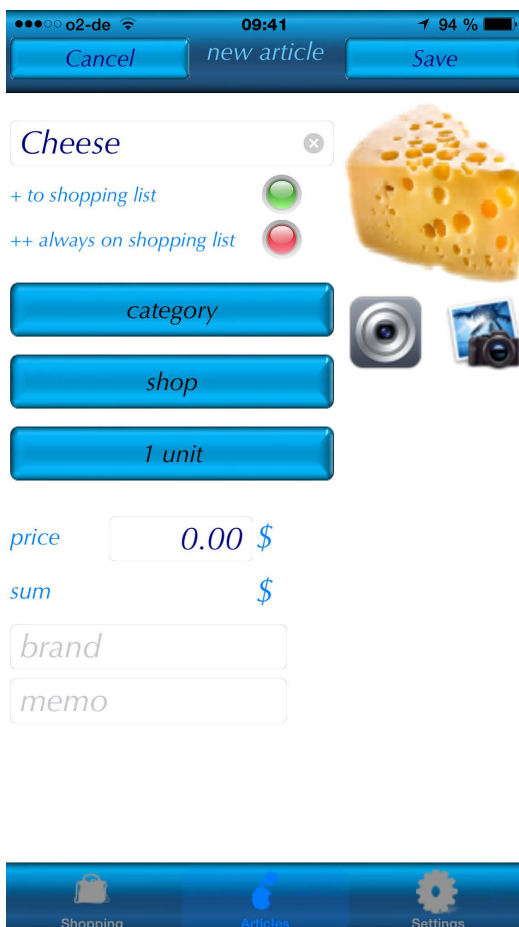 o2-de 09:41 94 %
Cancel new article Save
Cheese
+ to shopping list
++ always on shopping list
category
shop
1 unit
price 0.00 $
sum $
brand
memo
Shopping Articles Settings